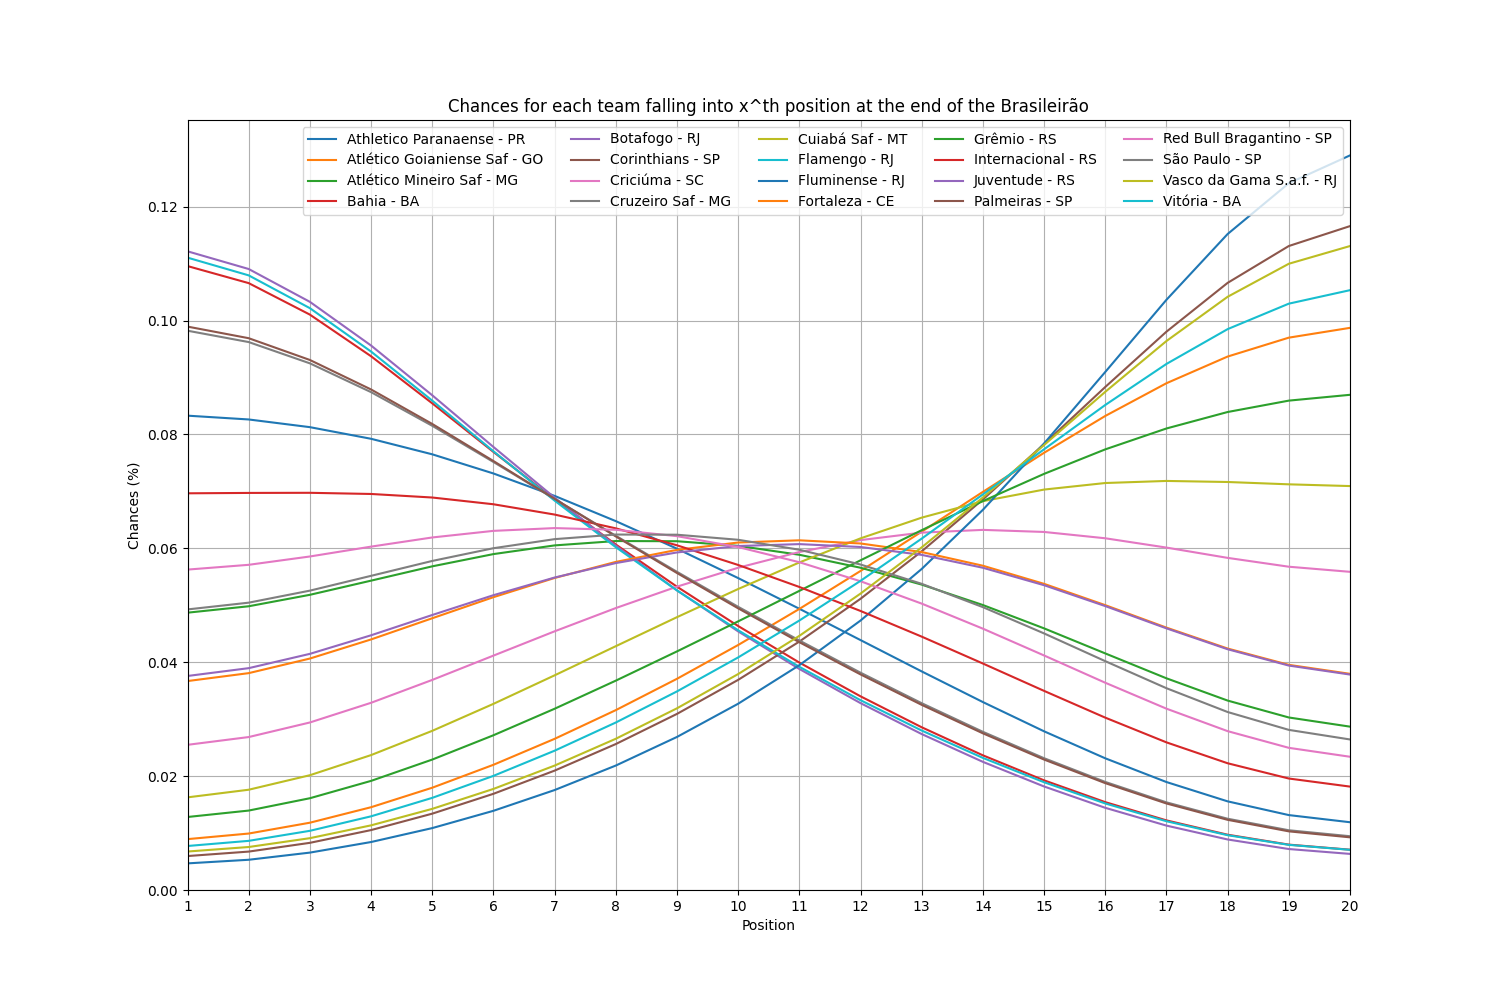 Chances for each team falling into x^th position at the end of the Brasileirão
Athletico Paranaense - PR
Atlético Goianiense Saf - GO
Atlético Mineiro Saf - MG
Bahia - BA
Botafogo - RJ
Corinthians - SP
Criciúma - SC
Cruzeiro Saf - MG
Cuiabá Saf - MT
Flamengo - RJ
Fluminense - RJ
Fortaleza - CE
Grêmio - RS
Internacional - RS
Juventude - RS
Palmeiras - SP
Red Bull Bragantino - SP
São Paulo - SP
Vasco da Gama S.a.f. - RJ
Vitória - BA
Chances (%)
0.12
0.10
0.08
0.06
0.04
0.02
0.00
1 2 3 4 5 6 7 8 9 10 11 12 13 14 15 16 17 18 19 20
Position